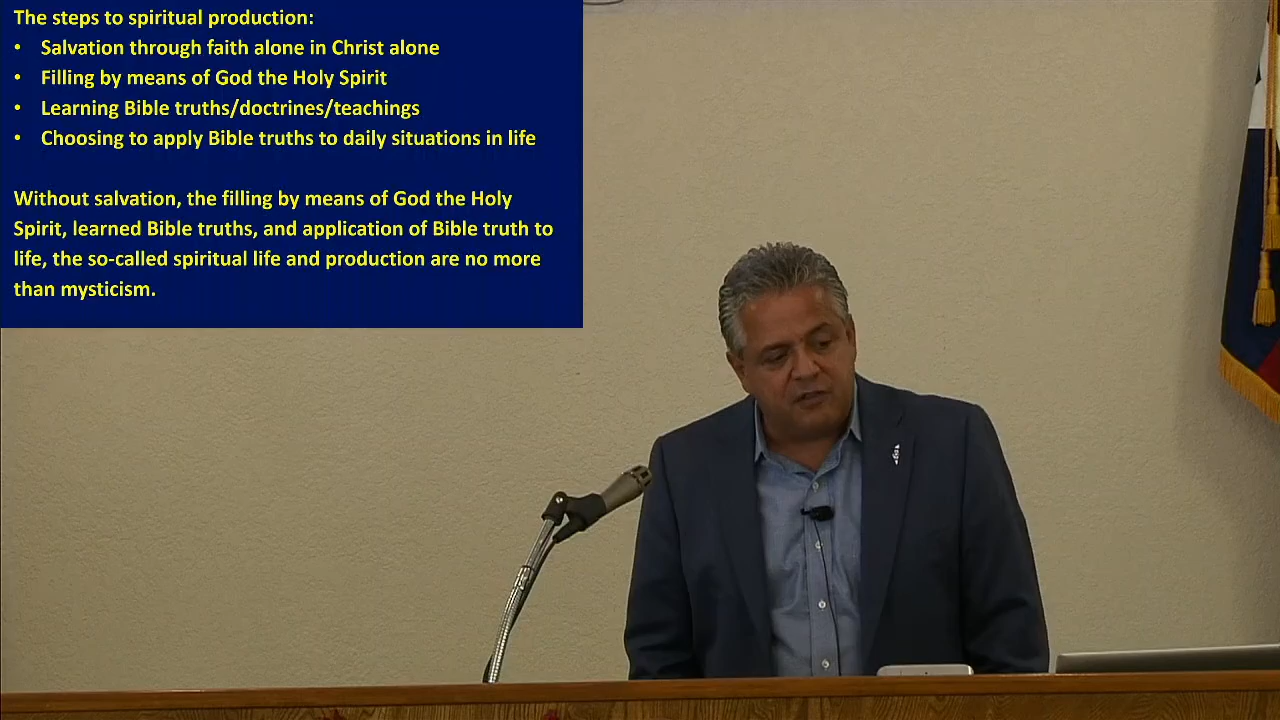 The steps to spiritual production:
• Salvation through faith alone in Christ alone
• Filling by means of God the Holy Spirit
• Learning Bible truths/doctrines/teachings
• Choosing to apply Bible truths to daily situations in life
Without salvation, the filling by means of God the Holy
Spirit, learned Bible truths, and application of Bible truth to
life, the so-called spiritual life and production are no more
than mysticism.